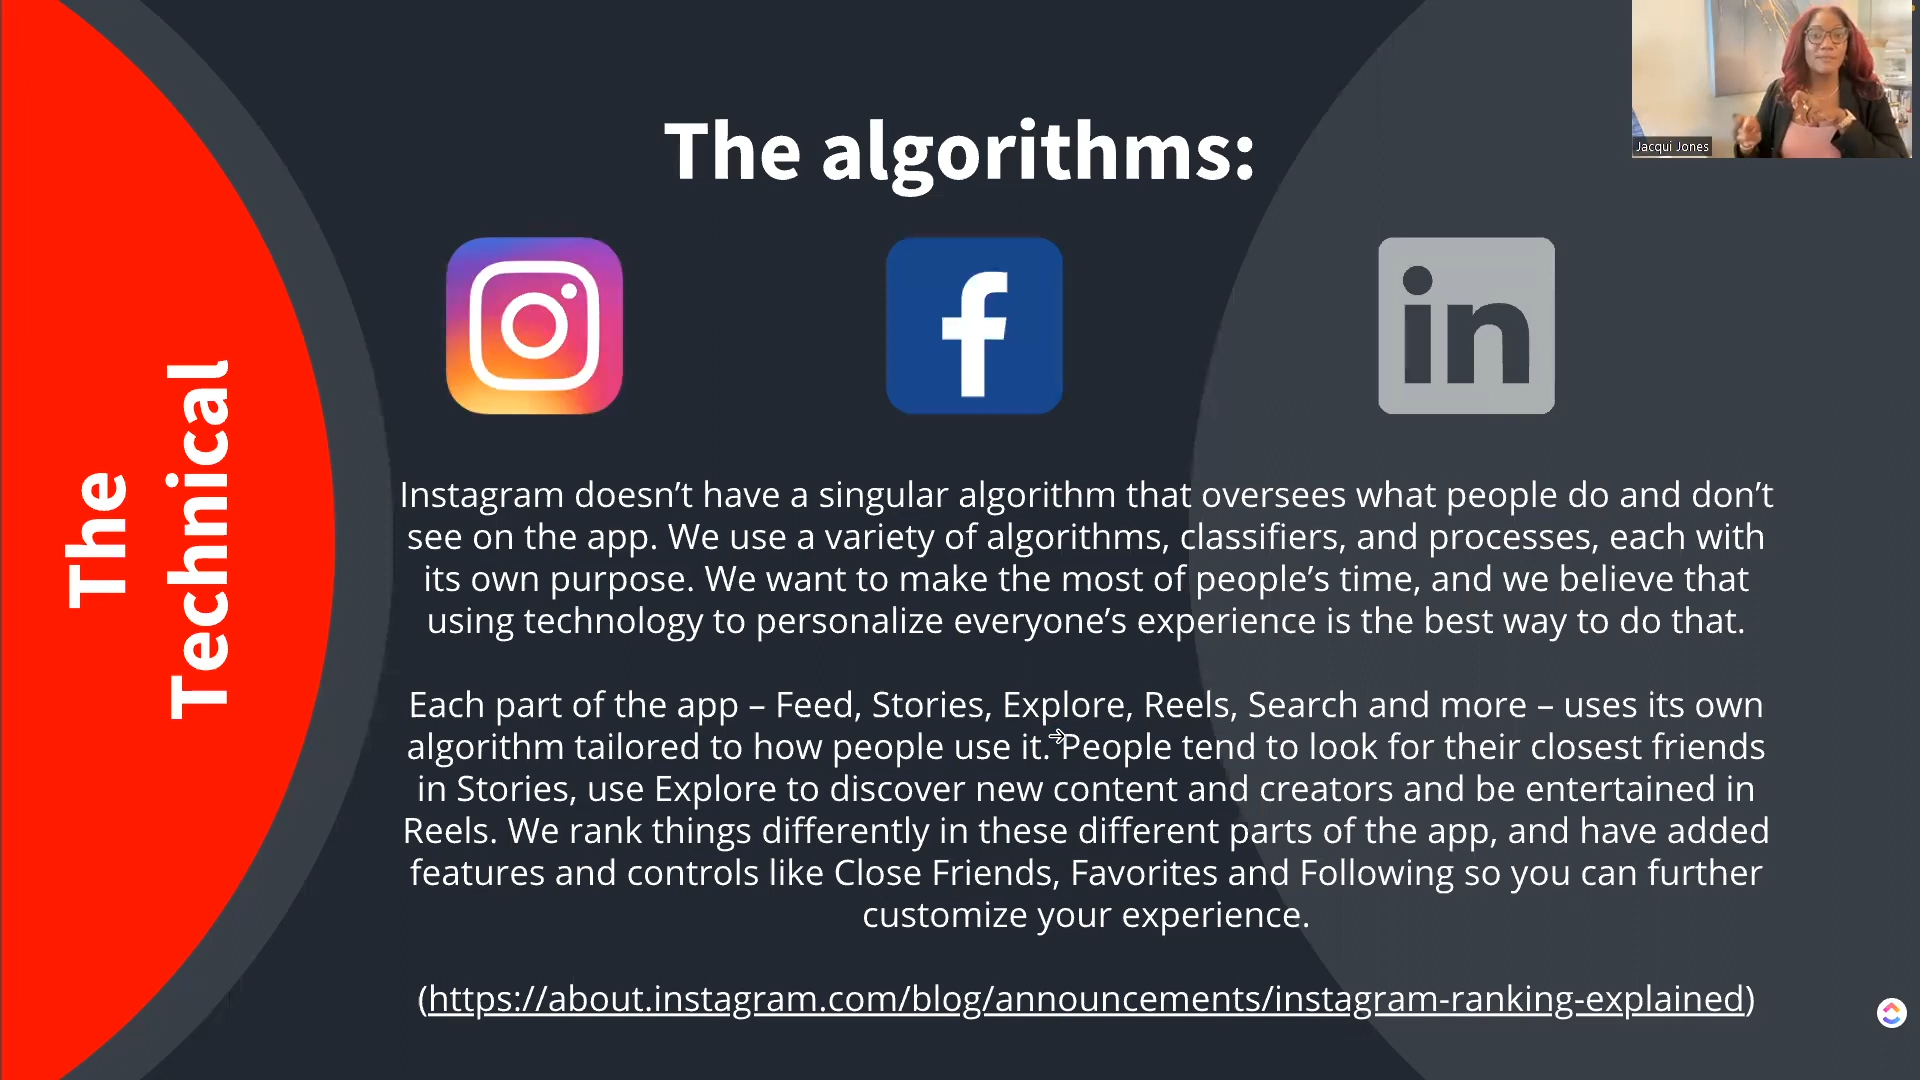 The
Technical
The algorithms:
in
Jacqui Jones
Instagram doesn’t have a singular algorithm that oversees what people do and don’t
see on the app. We use a variety of algorithms, classifiers, and processes, each with
its own purpose. We want to make the most of people’s time, and we believe that
using technology to personalize everyone’s experience is the best way to do that.
Each part of the app – Feed, Stories, Explore, Reels, Search and more – uses its own
algorithm tailored to how people use it. People tend to look for their closest friends
in Stories, use Explore to discover new content and creators and be entertained in
Reels. We rank things differently in these different parts of the app, and have added
features and controls like Close Friends, Favorites and Following so you can further
customize your experience.
(https://about.instagram.com/blog/announcements/instagram-ranking-explained)